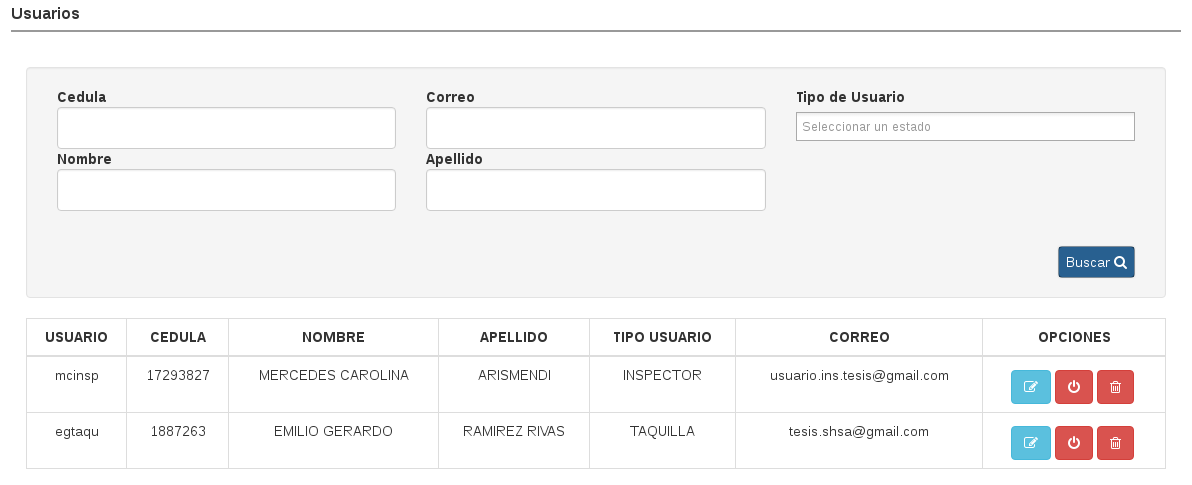 Usuarios
Cedula Correo Tipo de Usuario
Seleccionar un estado
Nombre Apellido
Buscar
USUARIO CEDULA NOMBRE APELLIDO TIPO USUARIO CORREO OPCIONES
mcinsp 17293827 MERCEDES CAROLINA ARISMENDI INSPECTOR usuario.ins.tesis@gmail.com
egtaqu 1887263 EMILIO GERARDO RAMIREZ RIVAS TAQUILLA tesis.shsa@gmail.com